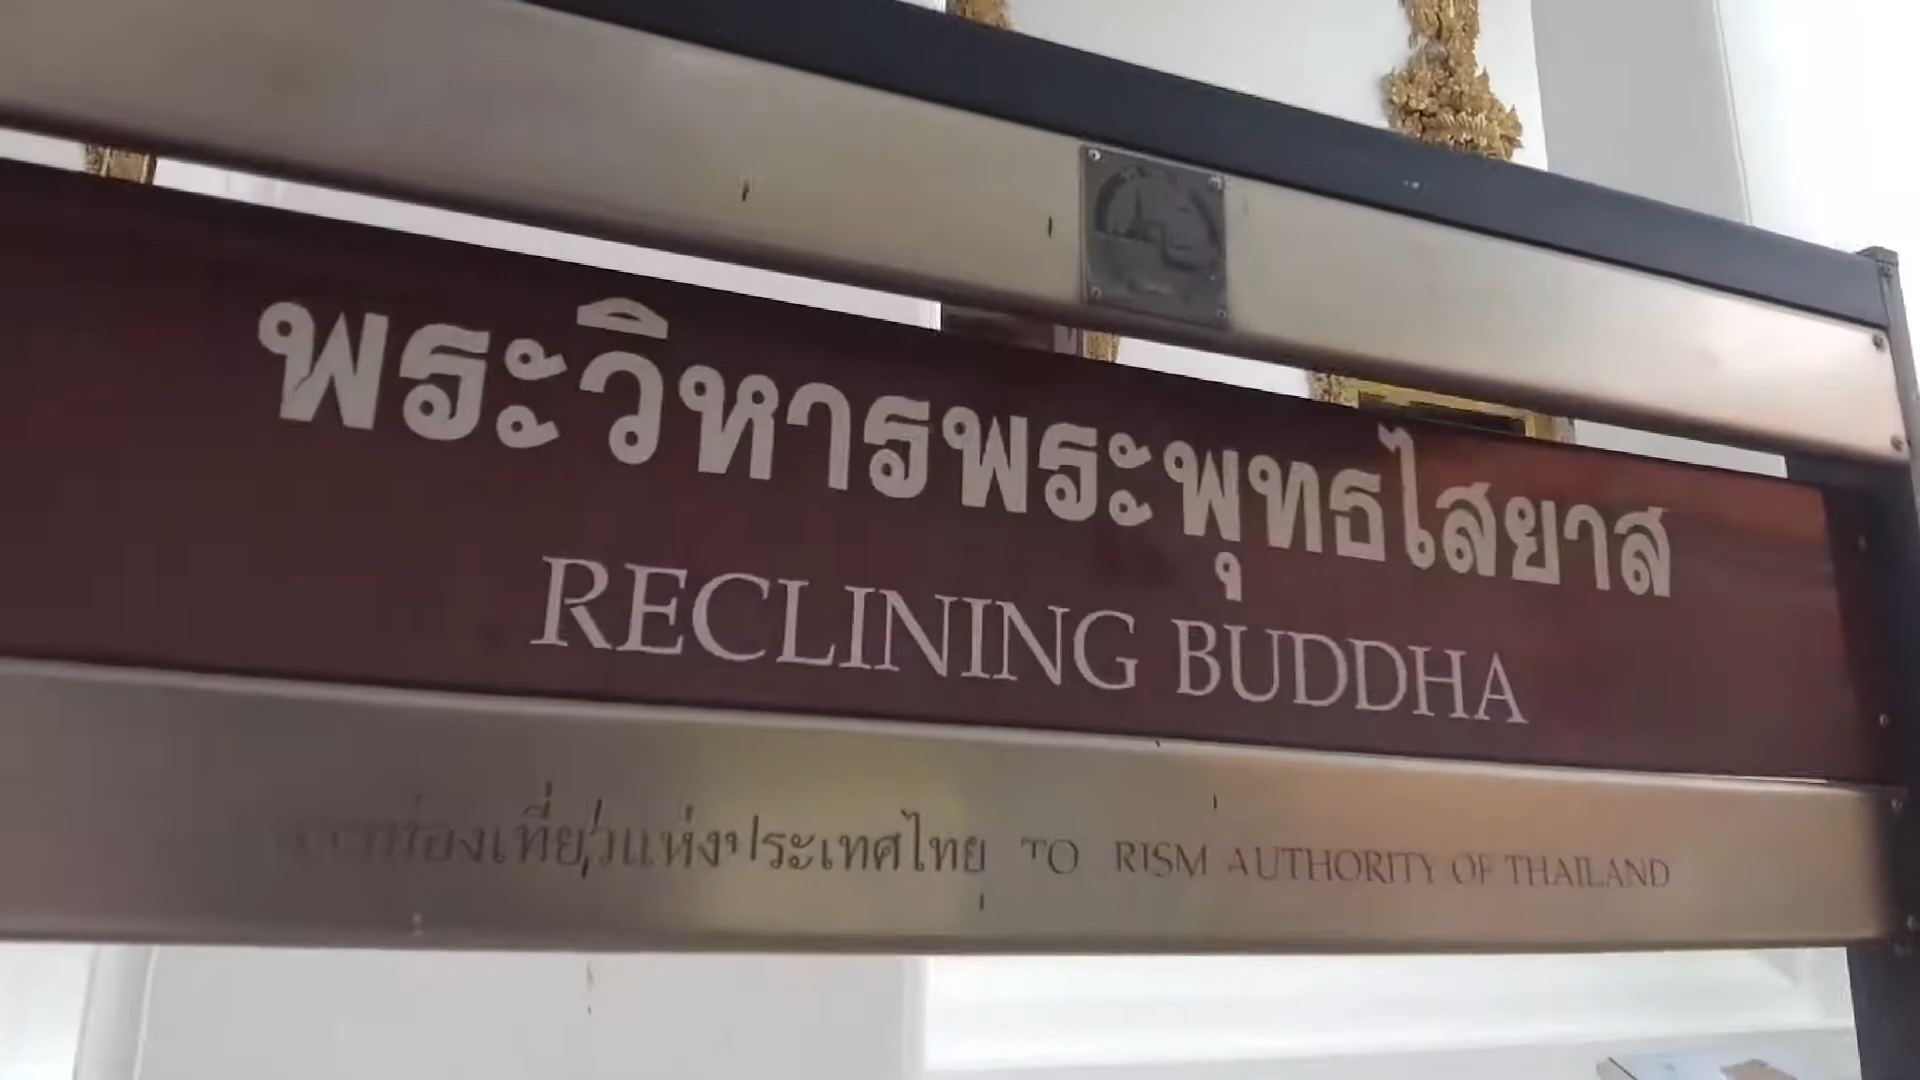 พระวิหารพระพุทธไสยาส
RECLINING BUDDHA
ท่องเที่ยวแห่งประเทศไทย TO RISM AUTHORITY OF THAILAND